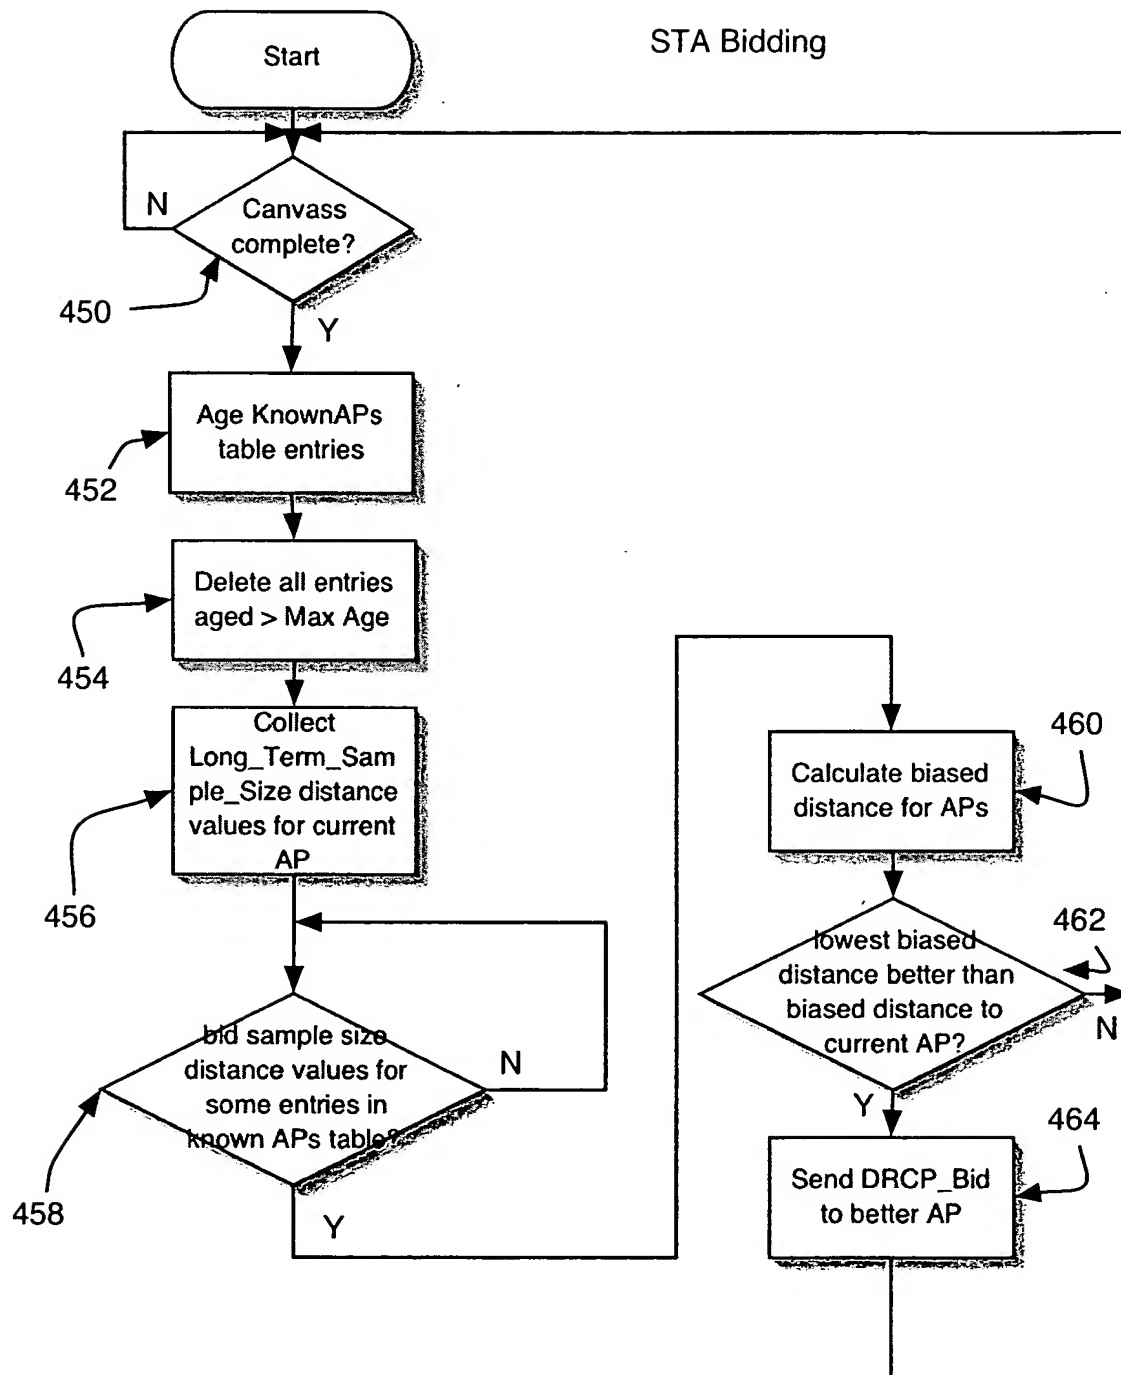 STA Bidding
Start
N
Canvass
complete?
450
Y
Age KnownAPs
table entries
452
Delete all entries
aged > Max Age
454
Collect
Long_Term_Sam
ple_Size distance
values for current
AP
456
bid sample size
distance values for
some entries in
known APs table?
N
458
Y
460
Calculate biased
distance for APs
462
lowest biased
distance better than
biased distance to
current AP?
N
Y
464
Send DRCP_Bid
to better AP